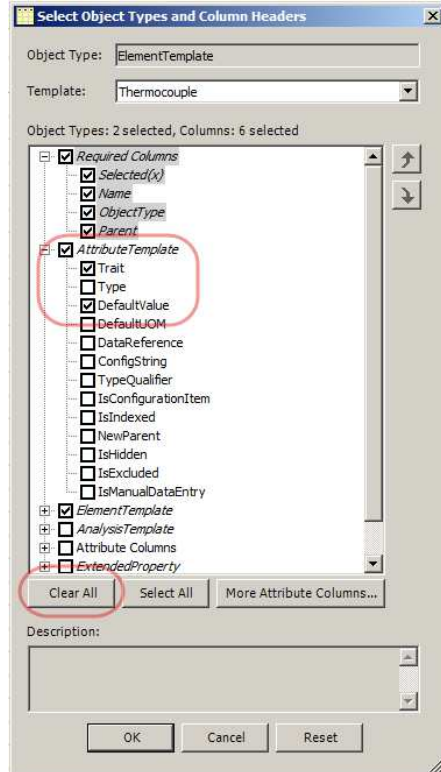 Select Object Types and Column Headers
Object Type: ElementTemplate
Template: Thermocouple
Object Types: 2 selected, Columns: 6 selected
Required Columns
Selected(x)
Name
ObjectType
Parent
AttributeTemplate
Trait
Type
DefaultValue
DefaultUOM
DataReference
ConfigString
TypeQualifier
IsConfigurationItem
IsIndexed
NewParent
IsHidden
IsExcluded
IsManualDataEntry
ElementTemplate
AnalysisTemplate
Attribute Columns
ExtendedProperty
Clear All Select All More Attribute Columns...
Description:
OK Cancel Reset